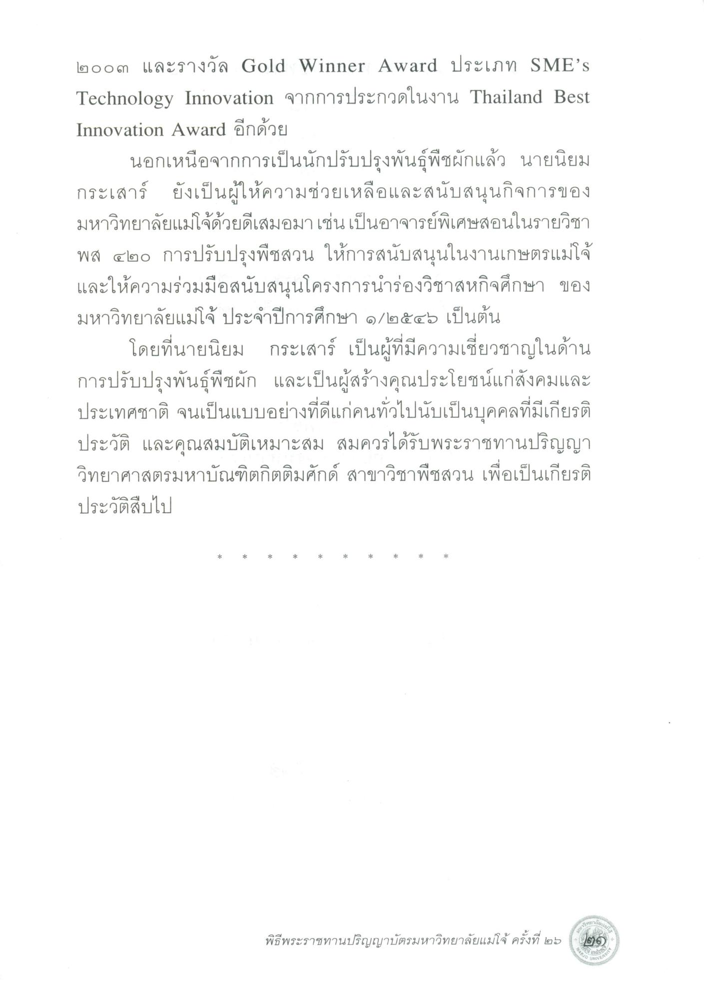 ๒๐๐๓ และรางวัล Gold Winner Award ประเภท SME's
Technology Innovation จากการประกวดในงาน Thailand Best
Innovation Award อีกด้วย
นอกเหนือจากการเป็นนักปรับปรุงพันธุ์พืชผักแล้ว นายนิยม
กระเสาร์ ยังเป็นผู้ให้ความช่วยเหลือและสนับสนุนกิจการของ
มหาวิทยาลัยแม่โจ้ด้วยดีเสมอมา เช่น เป็นอาจารย์พิเศษสอนในรายวิชา
พส ๔๒๐ การปรับปรุงพืชสวน ให้การสนับสนุนในงานเกษตรแม่โจ้
และให้ความร่วมมือสนับสนุนโครงการนำร่องวิชาสหกิจศึกษา ของ
มหาวิทยาลัยแม่โจ้ ประจำปีการศึกษา ๑/๒๕๔๖ เป็นต้น
โดยที่นายนิยม กระเสาร์ เป็นผู้ที่มีความเชี่ยวชาญในด้าน
การปรับปรุงพันธุ์พืชผัก และเป็นผู้สร้างคุณประโยชน์แก่สังคมและ
ประเทศชาติ จนเป็นแบบอย่างที่ดีแก่คนทั่วไปนับเป็นบุคคลที่มีเกียรติ
ประวัติ และคุณสมบัติเหมาะสม สมควรได้รับพระราชทานปริญญา
วิทยาศาสตรมหาบัณฑิตกิตติมศักดิ์ สาขาวิชาพืชสวน เพื่อเป็นเกียรติ
ประวัติสืบไป
* * * * * * * * * *
พิธีพระราชทานปริญญาบัตรมหาวิทยาลัยแม่โจ้ ครั้งที่ ๒๖
มหาวิทยาลัยแม่โจ้
๒๑
MAEJO UNIVERSITY